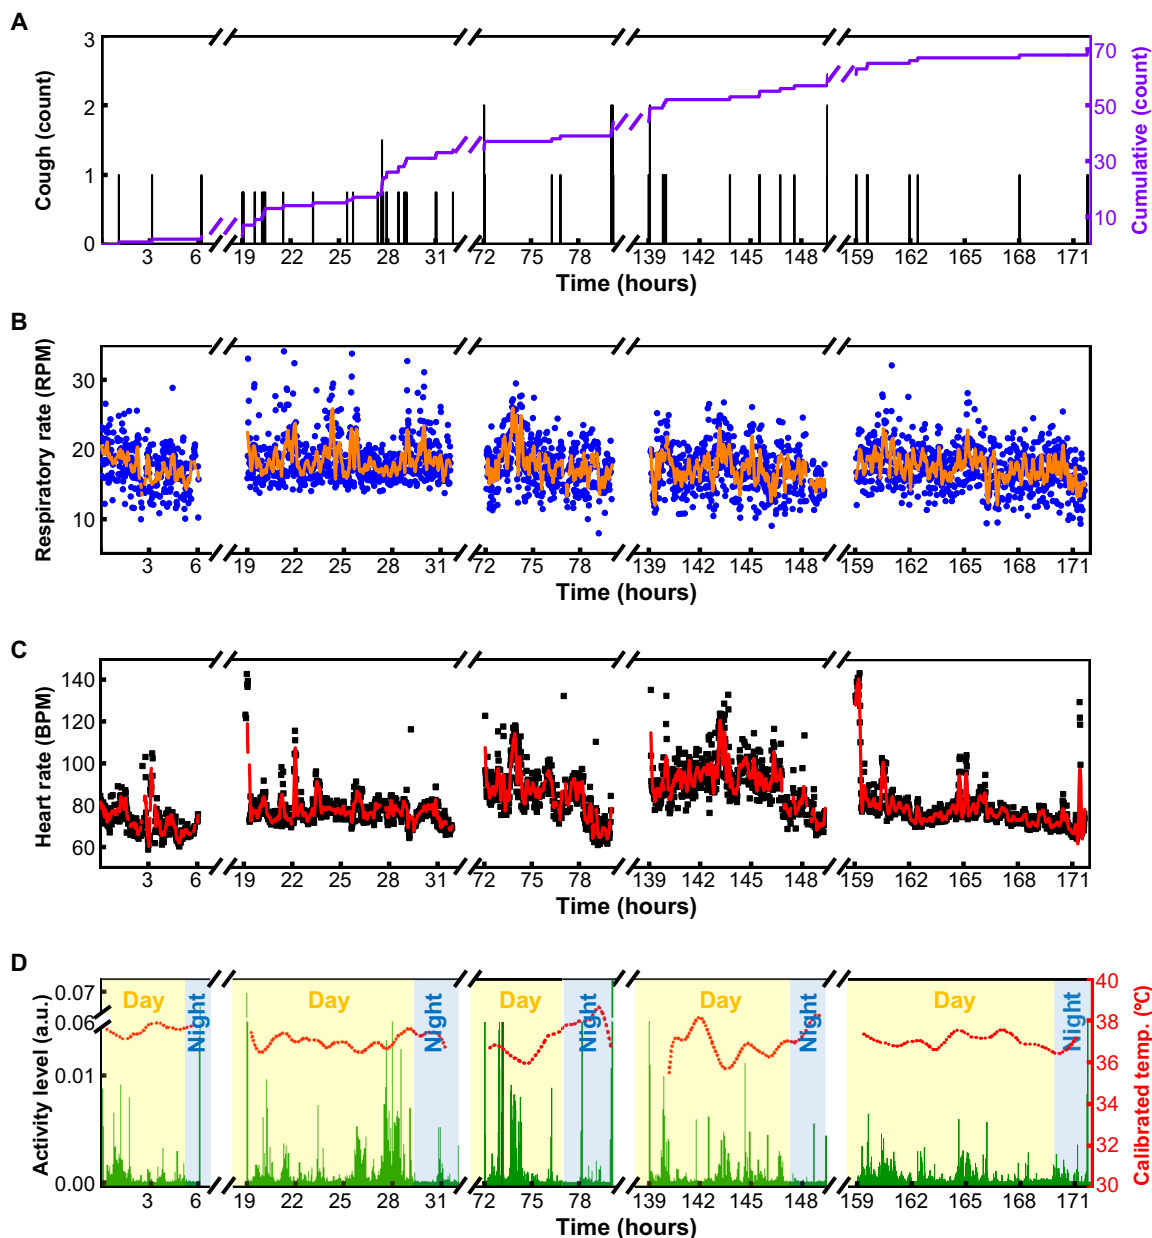 A
3
2
1
0
Cough (count)
70
50
30
10
Cumulative (count)
3 6 19 22 25 28 31 72 75 78 139 142 145 148 159 162 165 168 171
Time (hours)
B
30
20
10
Respiratory rate (RPM)
3 6 19 22 25 28 31 72 75 78 139 142 145 148 159 162 165 168 171
Time (hours)
C
140
120
100
80
60
Heart rate (BPM)
3 6 19 22 25 28 31 72 75 78 139 142 145 148 159 162 165 168 171
Time (hours)
D
0.07
0.06
0.01
0.00
Activity level (a.u.)
Day Night Day Night Day Night Day Night Day Night
40
38
36
34
32
30
Calibrated temp. (ºC)
3 6 19 22 25 28 31 72 75 78 139 142 145 148 159 162 165 168 171
Time (hours)